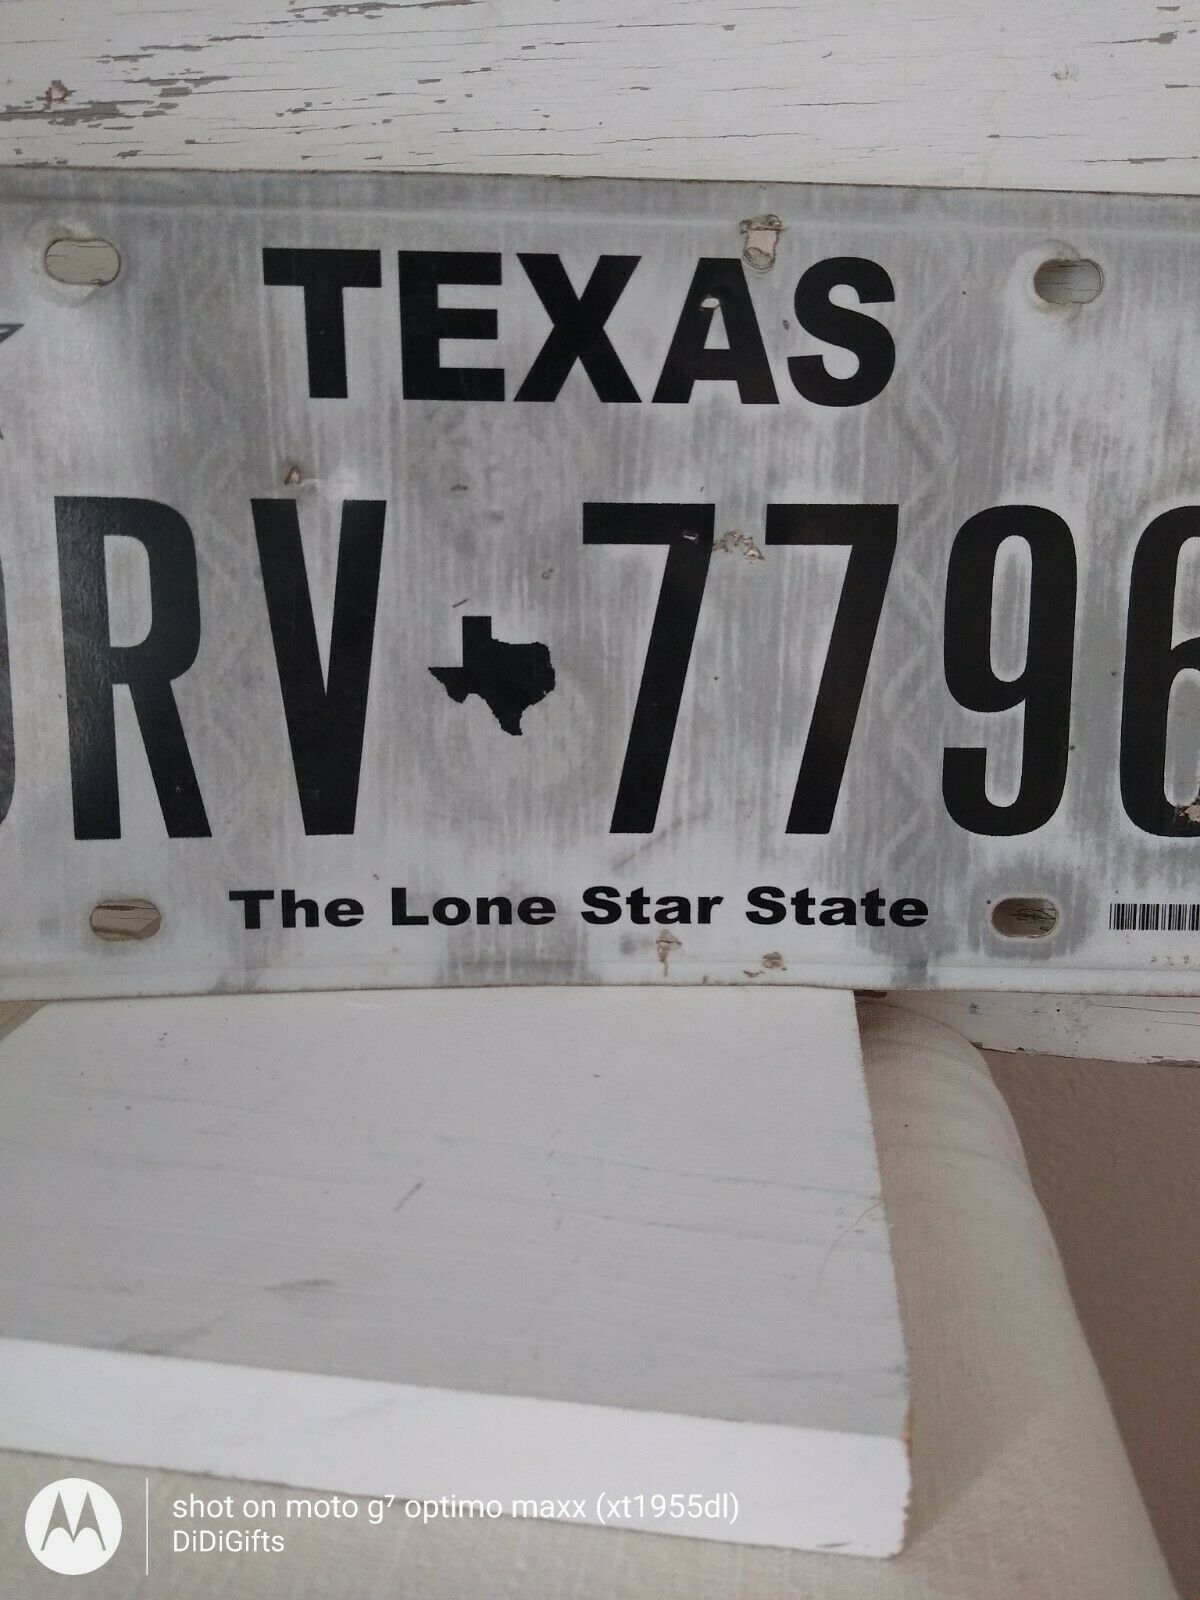 TEXAS
RV 7796
The Lone Star State
shot on moto g⁷ optimo maxx (xt1955dl)
DiDiGifts